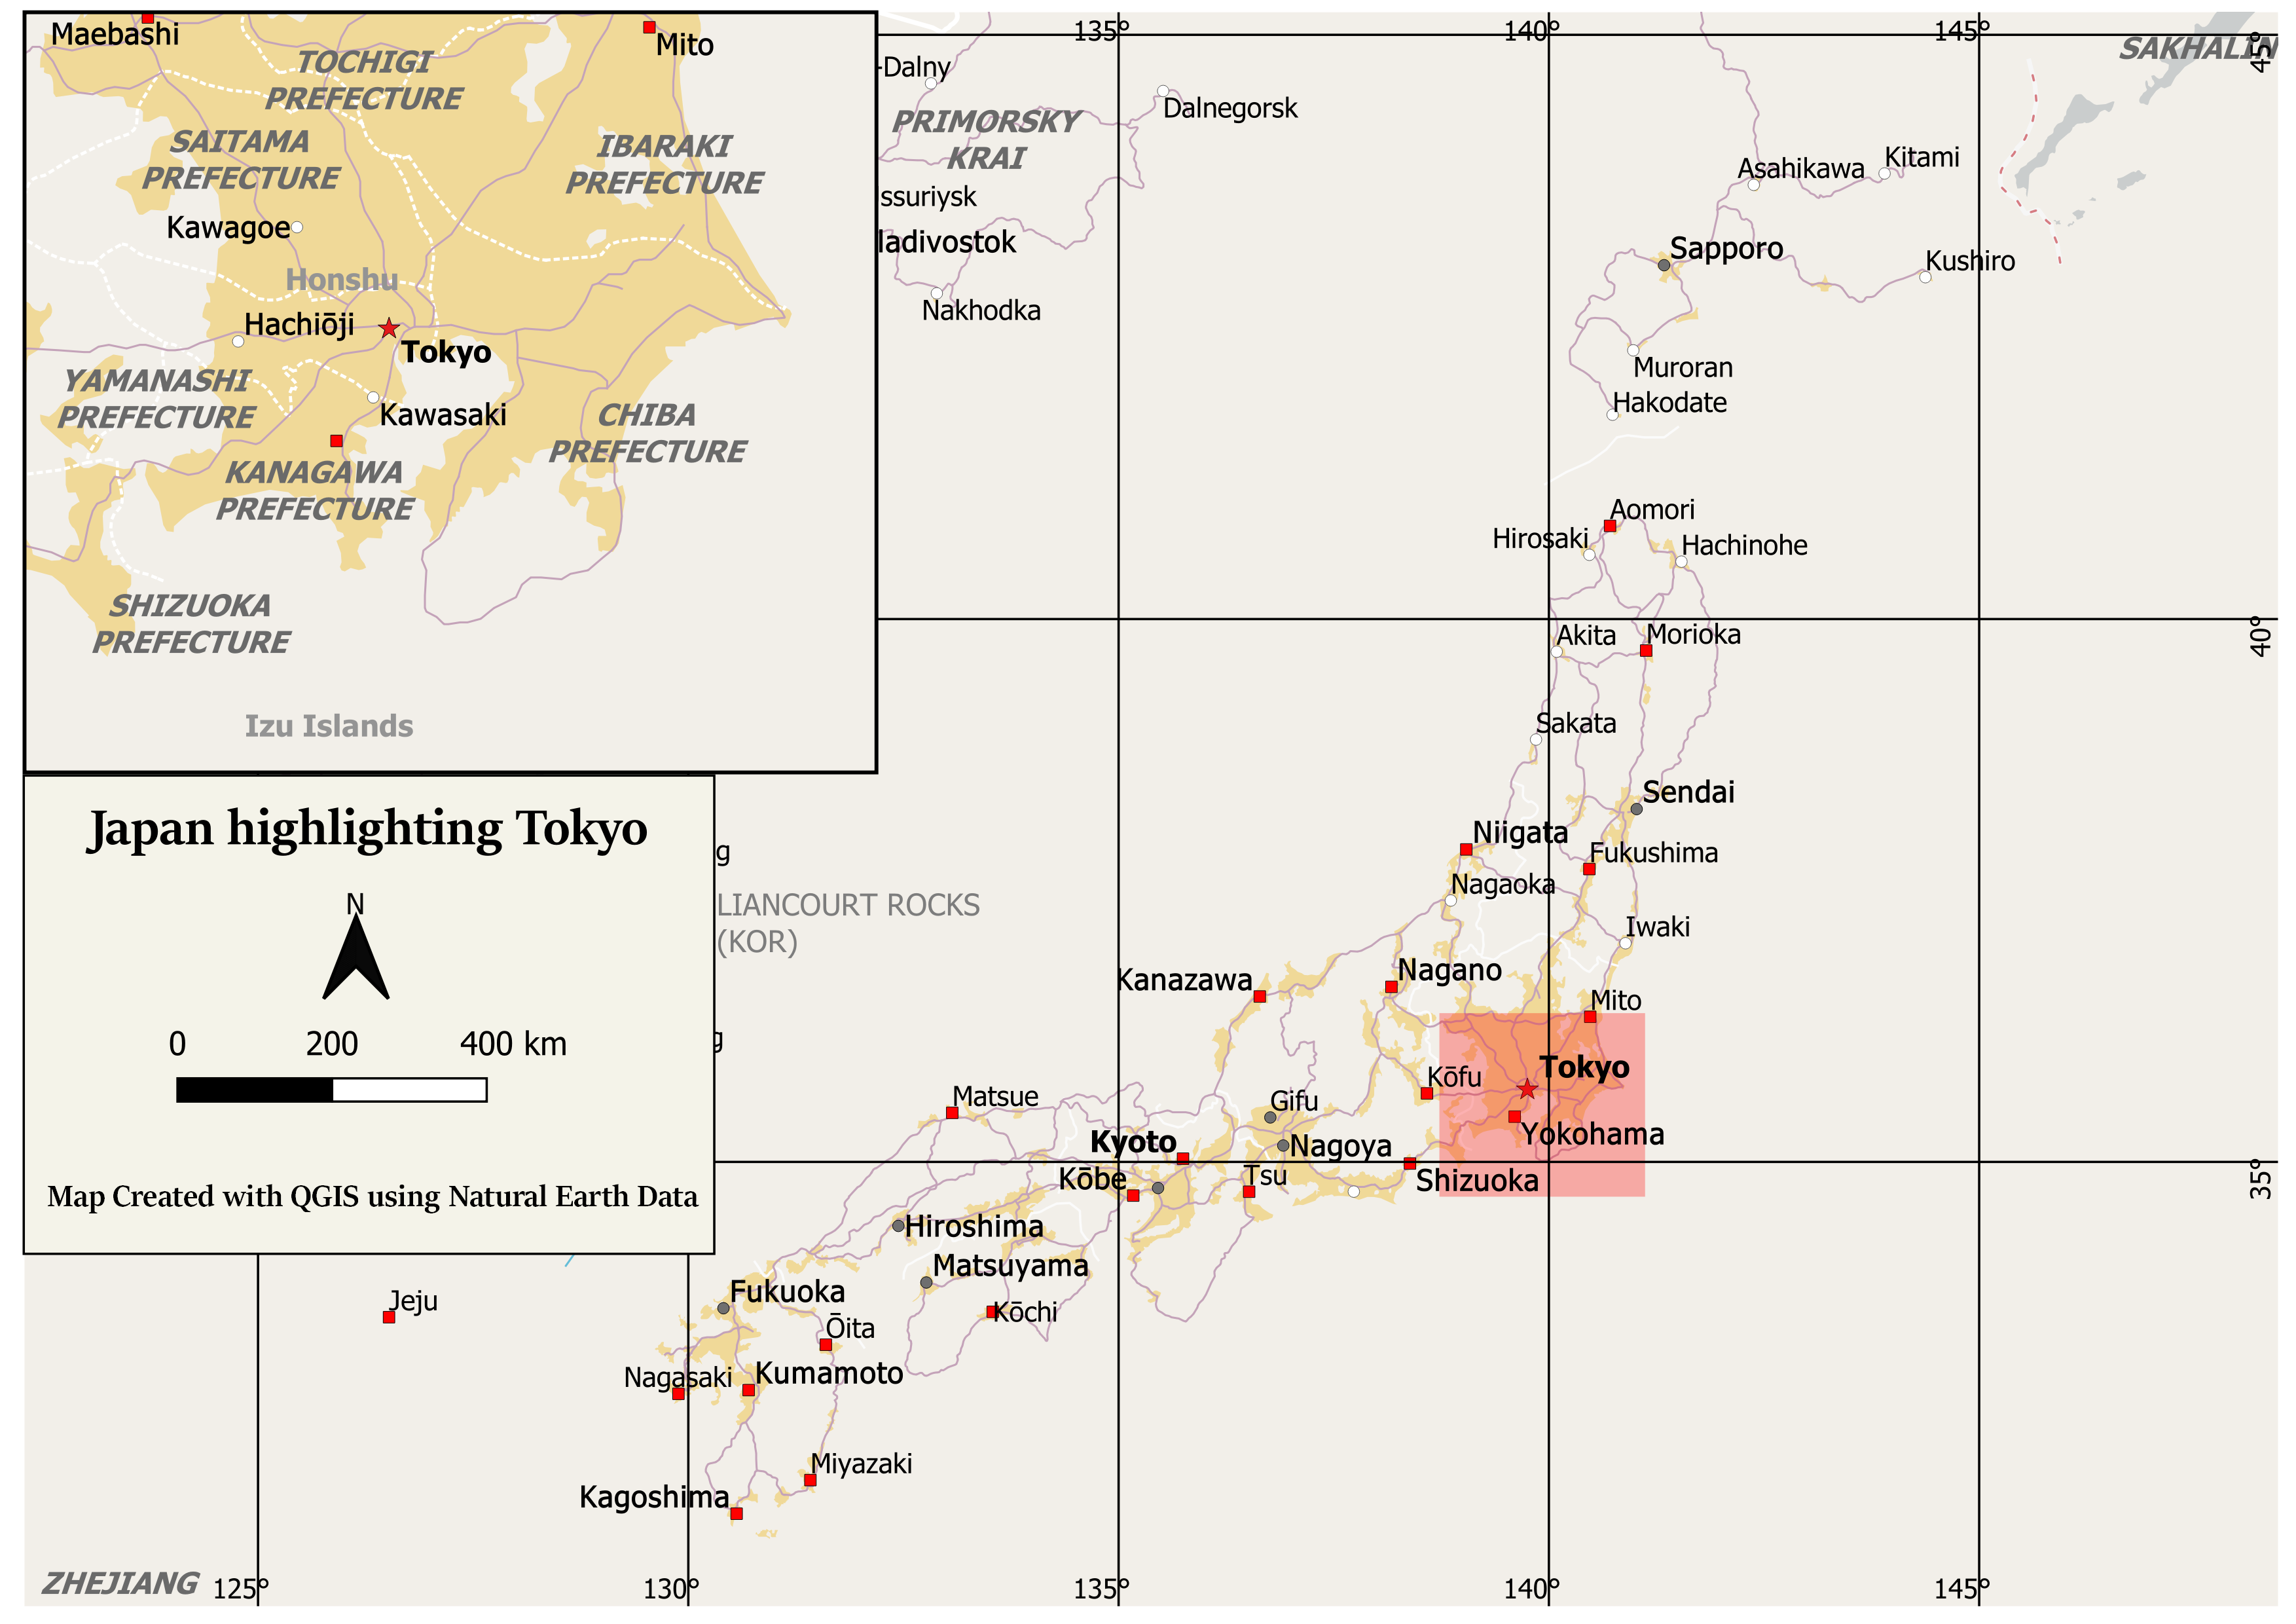 Maebashi
Mito
TOCHIGI
PREFECTURE
SAITAMA
PREFECTURE
IBARAKI
PREFECTURE
Kawagoe
Honshu
Hachiōji
Tokyo
YAMANASHI
PREFECTURE
Kawasaki
CHIBA
PREFECTURE
KANAGAWA
PREFECTURE
SHIZUOKA
PREFECTURE
Izu Islands
135°
140°
145°
45°
SAKHALIN
-Dalny
Dalnegorsk
PRIMORSKY
KRAI
ssuriysk
ladivostok
Nakhodka
Asahikawa
Kitami
Sapporo
Kushiro
Muroran
Hakodate
Aomori
Hirosaki
Hachinohe
40°
Akita
Morioka
Sakata
Sendai
Niigata
Fukushima
Nagaoka
Iwaki
Japan highlighting Tokyo
N
0 200 400 km
Map Created with QGIS using Natural Earth Data
g
LIANCOURT ROCKS
(KOR)
g
Kanazawa
Nagano
Mito
Tokyo
Kōfu
Yokohama
Matsue
Gifu
Kyoto
Nagoya
Kōbe
Tsu
Shizuoka
35°
Hiroshima
Matsuyama
Fukuoka
Kōchi
Jeju
Ōita
Nagasaki
Kumamoto
Miyazaki
Kagoshima
ZHEJIANG
125°
130°
135°
140°
145°